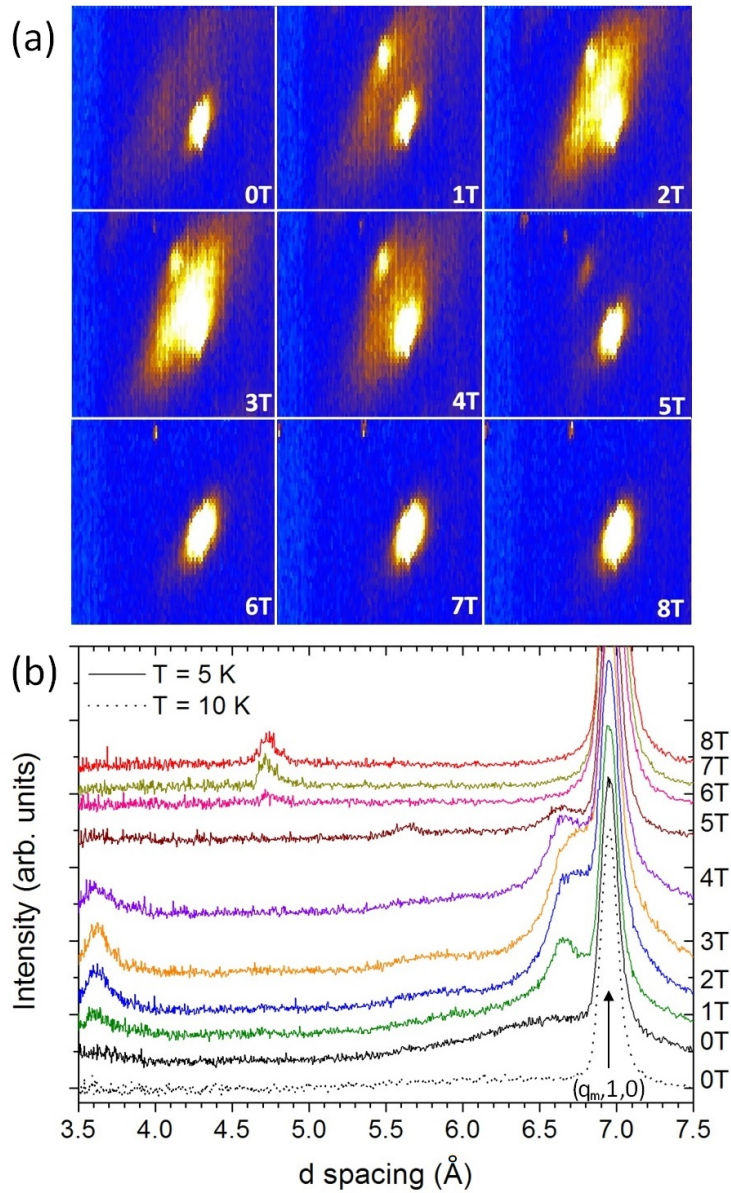 (a)
0T
1T
2T
3T
4T
5T
6T
7T
8T
(b)
T = 5 K
T = 10 K
8T
7T
6T
5T
4T
3T
2T
1T
0T
0T
(qₘ,1,0)
Intensity (arb. units)
3.5 4.0 4.5 5.0 5.5 6.0 6.5 7.0 7.5
d spacing (Å)